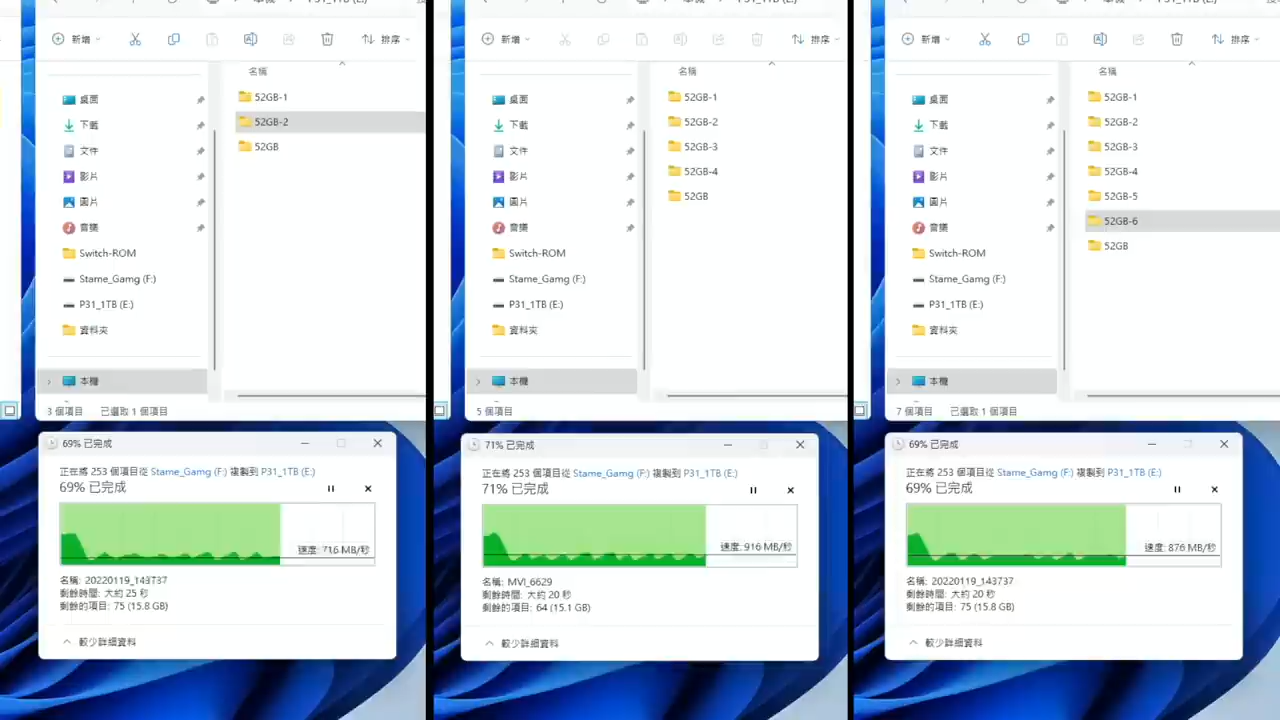 新增
排序
名稱
桌面
下載
文件
影片
圖片
音樂
Switch-ROM
Stame_Gamg (F:)
P31_1TB (E:)
資料夾
本機
52GB-1
52GB-2
52GB
3 個項目 已選取 1 個項目
69% 已完成
正在將 253 個項目從 Stame_Gamg (F:) 複製到 P31_1TB (E:)
69% 已完成
速度: 716 MB/秒
名稱: 20220119_143737
剩餘時間: 大約 25 秒
剩餘的項目: 75 (15.8 GB)
較少詳細資料
新增
排序
名稱
桌面
下載
文件
影片
圖片
音樂
Switch-ROM
Stame_Gamg (F:)
P31_1TB (E:)
資料夾
本機
52GB-1
52GB-2
52GB-3
52GB-4
52GB
5 個項目
71% 已完成
正在將 253 個項目從 Stame_Gamg (F:) 複製到 P31_1TB (E:)
71% 已完成
速度: 916 MB/秒
名稱: MVI_6629
剩餘時間: 大約 20 秒
剩餘的項目: 64 (15.1 GB)
較少詳細資料
新增
排序
名稱
桌面
下載
文件
影片
圖片
音樂
Switch-ROM
Stame_Gamg (F:)
P31_1TB (E:)
資料夾
本機
52GB-1
52GB-2
52GB-3
52GB-4
52GB-5
52GB-6
52GB
7 個項目 已選取 1 個項目
69% 已完成
正在將 253 個項目從 Stame_Gamg (F:) 複製到 P31_1TB (E:)
69% 已完成
速度: 876 MB/秒
名稱: 20220119_143737
剩餘時間: 大約 20 秒
剩餘的項目: 75 (15.8 GB)
較少詳細資料